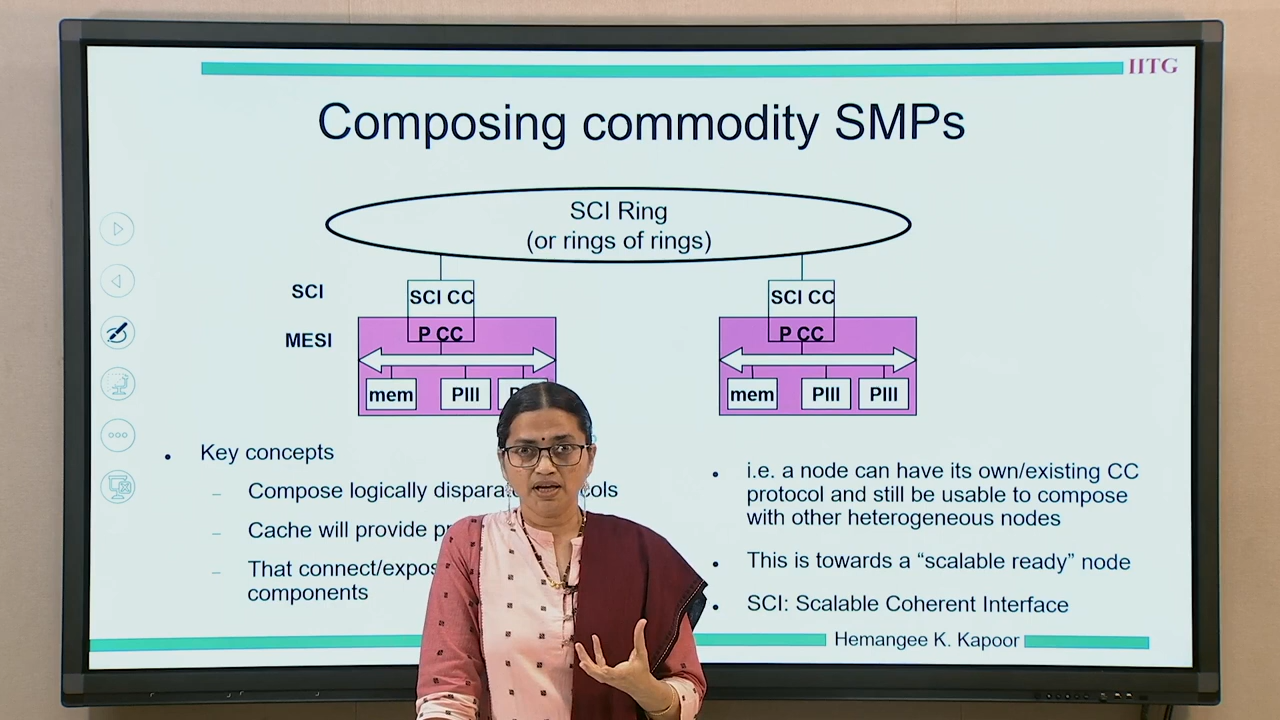 IITG
Composing commodity SMPs
SCI Ring
(or rings of rings)
SCI
SCI CC
SCI CC
MESI
P CC
P CC
mem
PIII
mem
PIII
PIII
Key concepts
– Compose logically
– Cache will provide
– That
components
i.e. a node can have its own/existing CC
protocol and still be usable to compose
with other heterogeneous nodes
This is towards a “scalable ready” node
SCI: Scalable Coherent Interface
Hemangee K. Kapoor